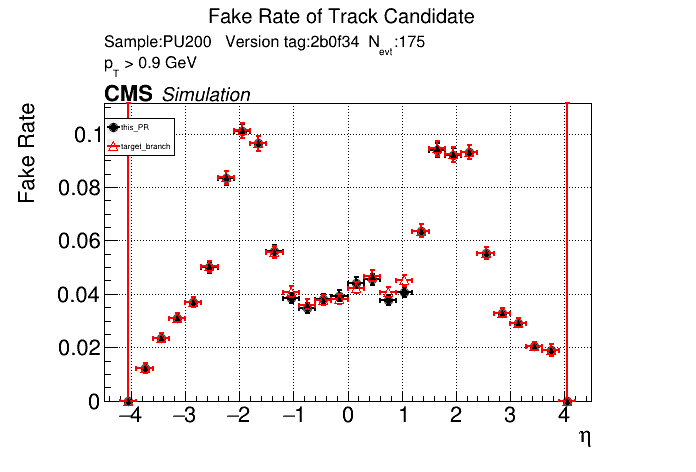 Fake Rate of Track Candidate
Sample:PU200 Version tag:2b0f34 N_evt:175
p_T > 0.9 GeV
CMS Simulation
Fake Rate
this_PR
target_branch
0.1
0.08
0.06
0.04
0.02
0
−4 −3 −2 −1 0 1 2 3 4
η